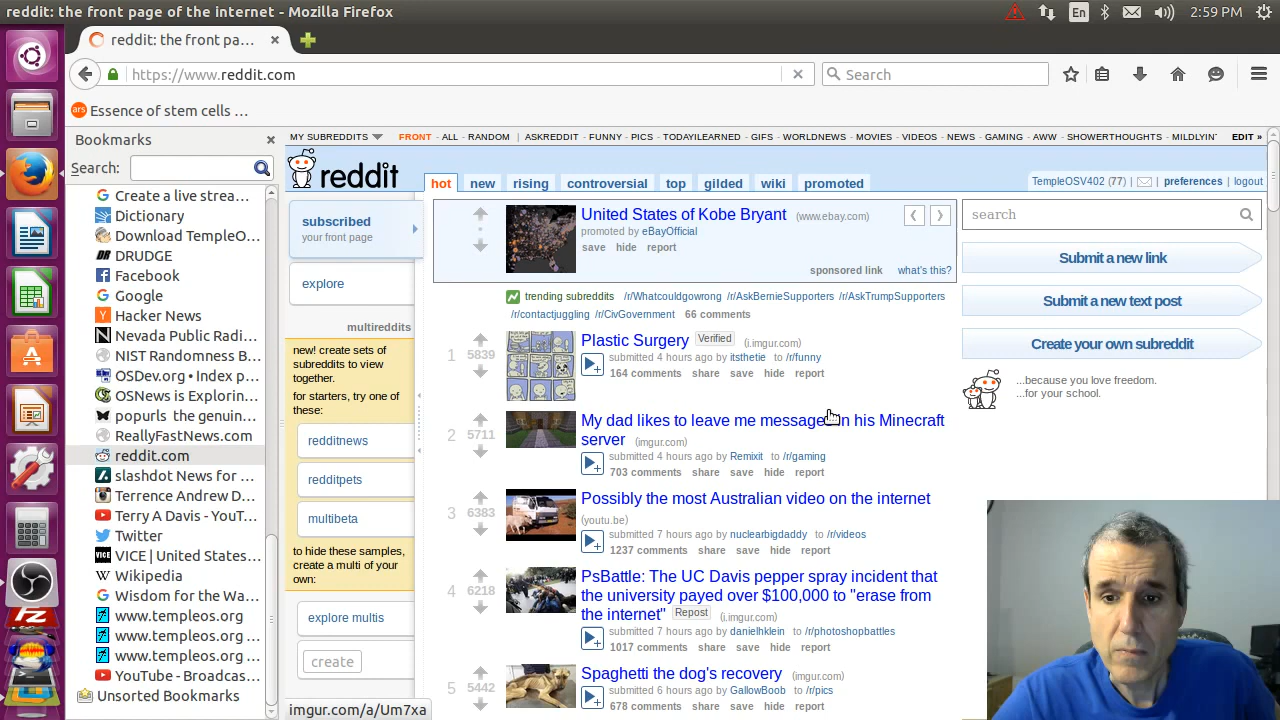 reddit: the front page of the internet - Mozilla Firefox
En
2:59 PM
reddit: the front pa...
https://www.reddit.com
Search
ars Essence of stem cells ...
Bookmarks
Search:
Create a live strea...
Dictionary
Download TempleO...
DR DRUDGE
Facebook
Google
Hacker News
Nevada Public Radi...
NIST Randomness B...
OSDev.org • Index p...
OSNews is Explorin...
popurls the genuin...
ReallyFastNews.com
reddit.com
slashdot News for ...
Terrence Andrew D...
Terry A Davis - YouT...
Twitter
VICE | United States...
Wikipedia
Wisdom for the Wa...
www.templeos.org
www.templeos.org ...
www.templeos.org ...
YouTube - Broadcas...
Unsorted Bookmarks
MY SUBREDDITS FRONT - ALL - RANDOM | ASKREDDIT - FUNNY - PICS - TODAYILEARNED - GIFS - WORLDNEWS - MOVIES - VIDEOS - NEWS - GAMING - AWW - SHOWERTHOUGHTS - MILDLYIN EDIT »
reddit
hot new rising controversial top gilded wiki promoted
TempleOSV402 (77) | | preferences | logout
subscribed
your front page
explore
multireddits
new! create sets of
subreddits to view
together.
for starters, try one of
these:
redditnews
redditpets
multibeta
to hide these samples,
create a multi of your
own:
explore multis
create
United States of Kobe Bryant (www.ebay.com)
promoted by eBayOfficial
save hide report
sponsored link what's this?
trending subreddits /r/Whatcouldgowrong /r/AskBernieSupporters /r/AskTrumpSupporters
/r/contactjuggling /r/CivGovernment 66 comments
1 5839
Plastic Surgery Verified (i.imgur.com)
submitted 4 hours ago by itsthetie to /r/funny
164 comments share save hide report
2 5711
My dad likes to leave me messages in his Minecraft
server (imgur.com)
submitted 4 hours ago by Remixit to /r/gaming
703 comments share save hide report
3 6383
Possibly the most Australian video on the internet
(youtu.be)
submitted 7 hours ago by nuclearbigdaddy to /r/videos
1237 comments share save hide report
4 6218
PsBattle: The UC Davis pepper spray incident that
the university payed over $100,000 to "erase from
the internet" Repost (i.imgur.com)
submitted 7 hours ago by danielhklein to /r/photoshopbattles
1017 comments share save hide report
5 5442
Spaghetti the dog's recovery (imgur.com)
submitted 6 hours ago by GallowBoob to /r/pics
678 comments share save hide report
search
Submit a new link
Submit a new text post
Create your own subreddit
...because you love freedom.
...for your school.
imgur.com/a/Um7xa